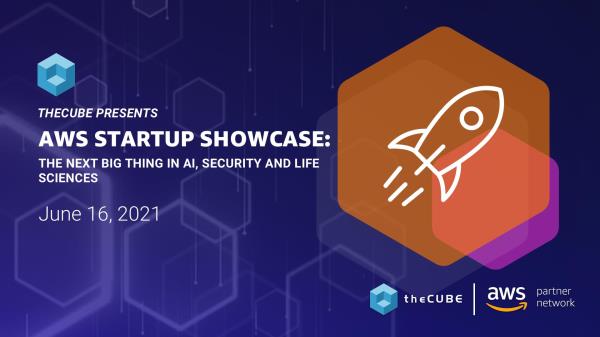 THECUBE PRESENTS
AWS STARTUP SHOWCASE:
THE NEXT BIG THING IN AI, SECURITY AND LIFE
SCIENCES
June 16, 2021
theCUBE
aws
partner
network